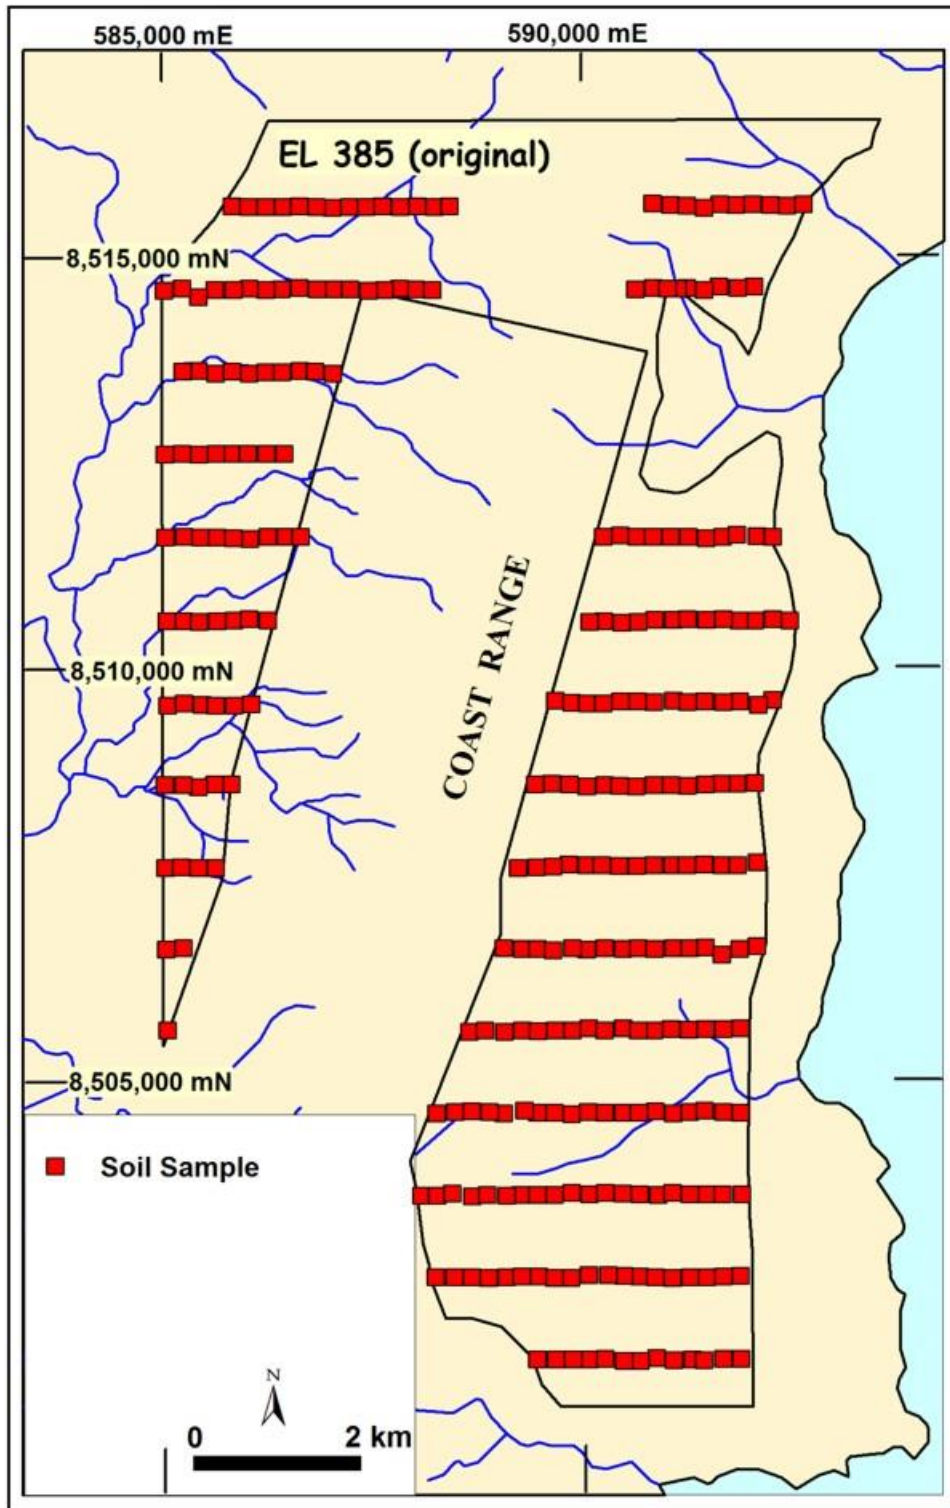 585,000 mE
590,000 mE
EL 385 (original)
8,515,000 mN
COAST RANGE
8,510,000 mN
8,505,000 mN
Soil Sample
N
0 2 km